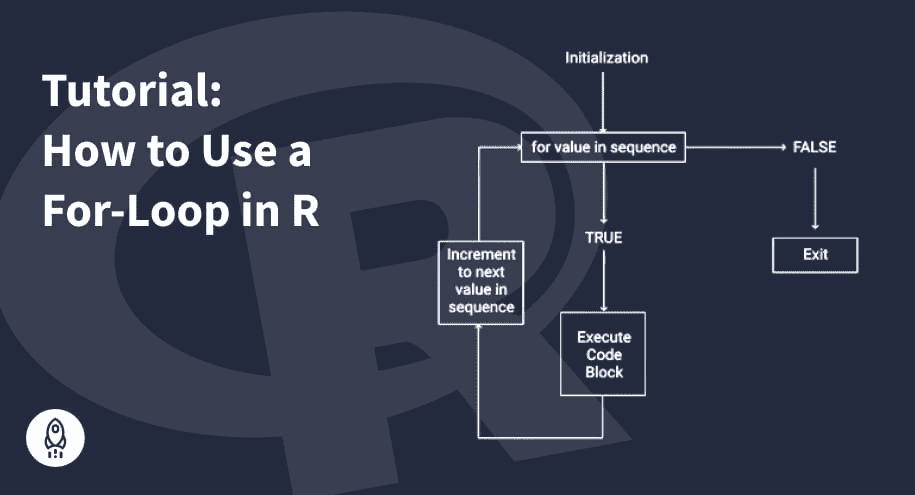 Tutorial:
How to Use a
For-Loop in R
Initialization
for value in sequence
FALSE
TRUE
Exit
Increment
to next
value in
sequence
Execute
Code
Block